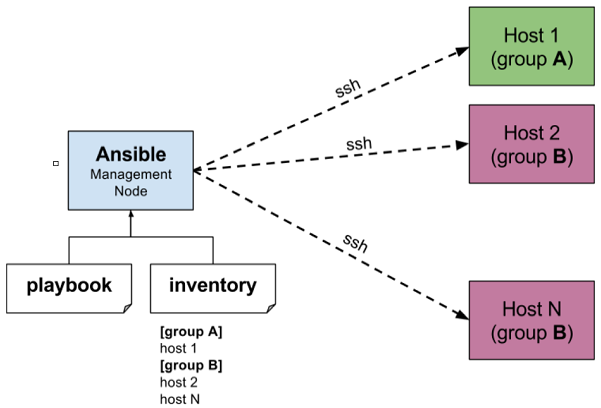 Host 1
(group A)
ssh
Host 2
(group B)
ssh
Ansible
Management
Node
ssh
playbook
inventory
Host N
(group B)
[group A]
host 1
[group B]
host 2
host N